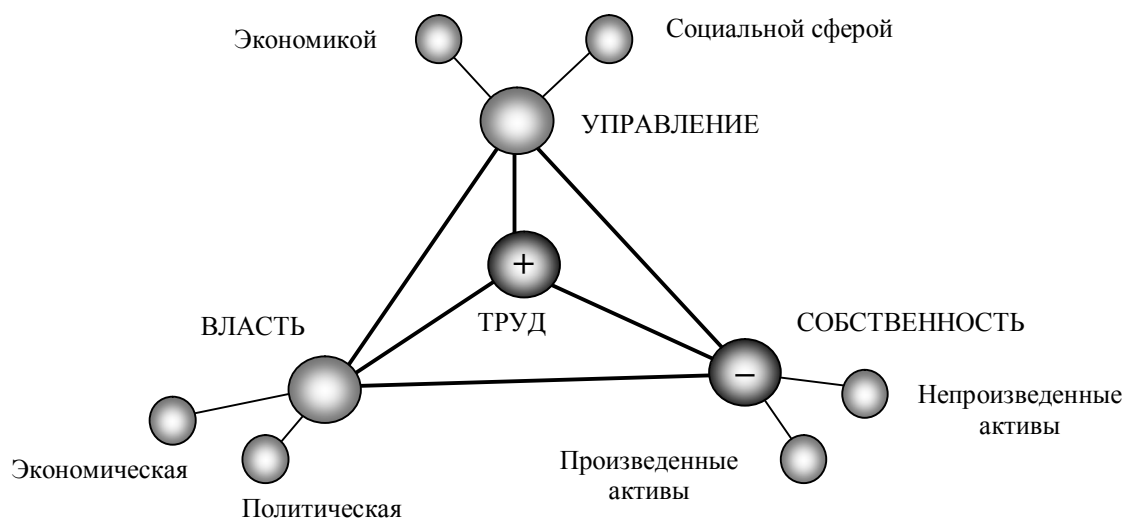 Экономикой
Социальной сферой
УПРАВЛЕНИЕ
+
ВЛАСТЬ
ТРУД
СОБСТВЕННОСТЬ
–
Непроизведенные
активы
Экономическая
Политическая
Произведенные
активы